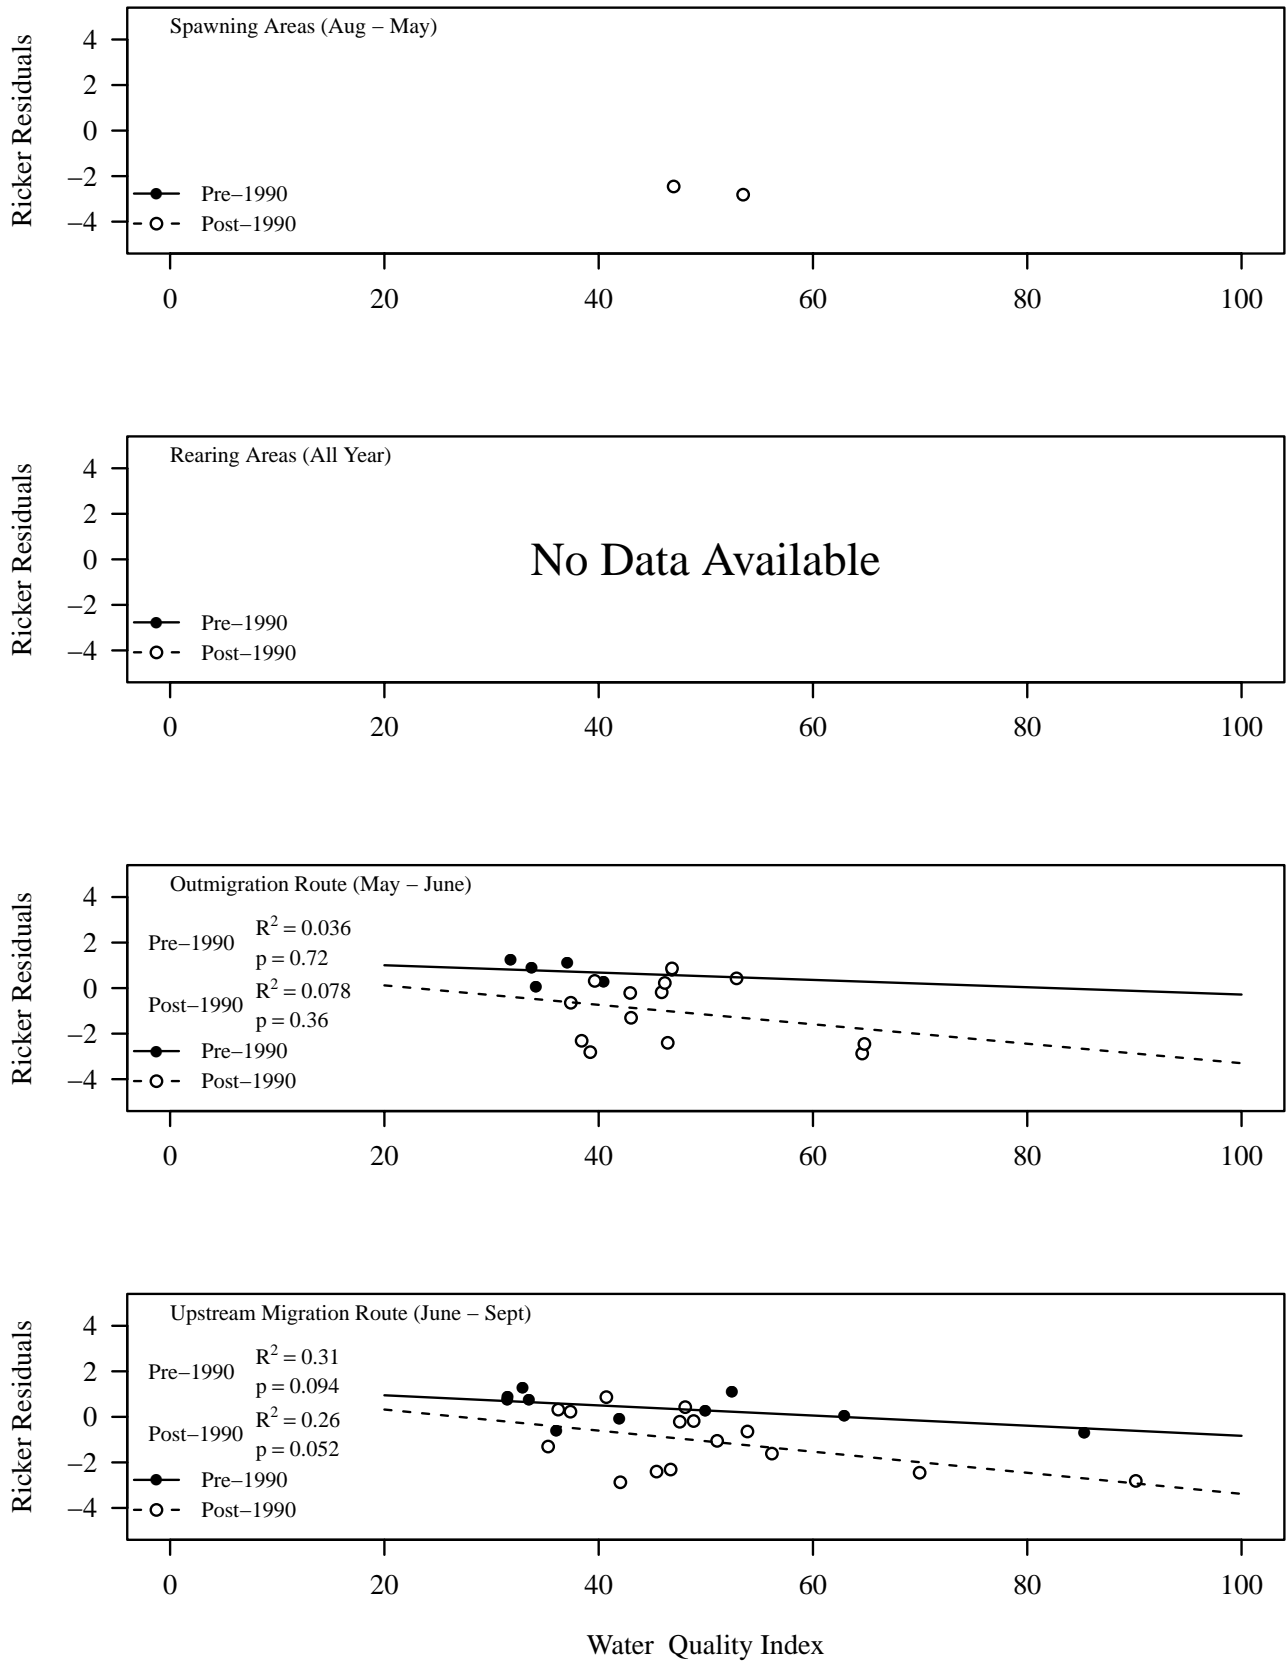 Spawning Areas (Aug – May)
Ricker Residuals
4
2
0
–2
–4
Pre–1990
Post–1990
0 20 40 60 80 100
Rearing Areas (All Year)
Ricker Residuals
4
2
0
–2
–4
No Data Available
Pre–1990
Post–1990
0 20 40 60 80 100
Outmigration Route (May – June)
Ricker Residuals
4
2
0
–2
–4
Pre–1990
R² = 0.036
p = 0.72
Post–1990
R² = 0.078
p = 0.36
Pre–1990
Post–1990
0 20 40 60 80 100
Upstream Migration Route (June – Sept)
Ricker Residuals
4
2
0
–2
–4
Pre–1990
R² = 0.31
p = 0.094
Post–1990
R² = 0.26
p = 0.052
Pre–1990
Post–1990
0 20 40 60 80 100
Water Quality Index